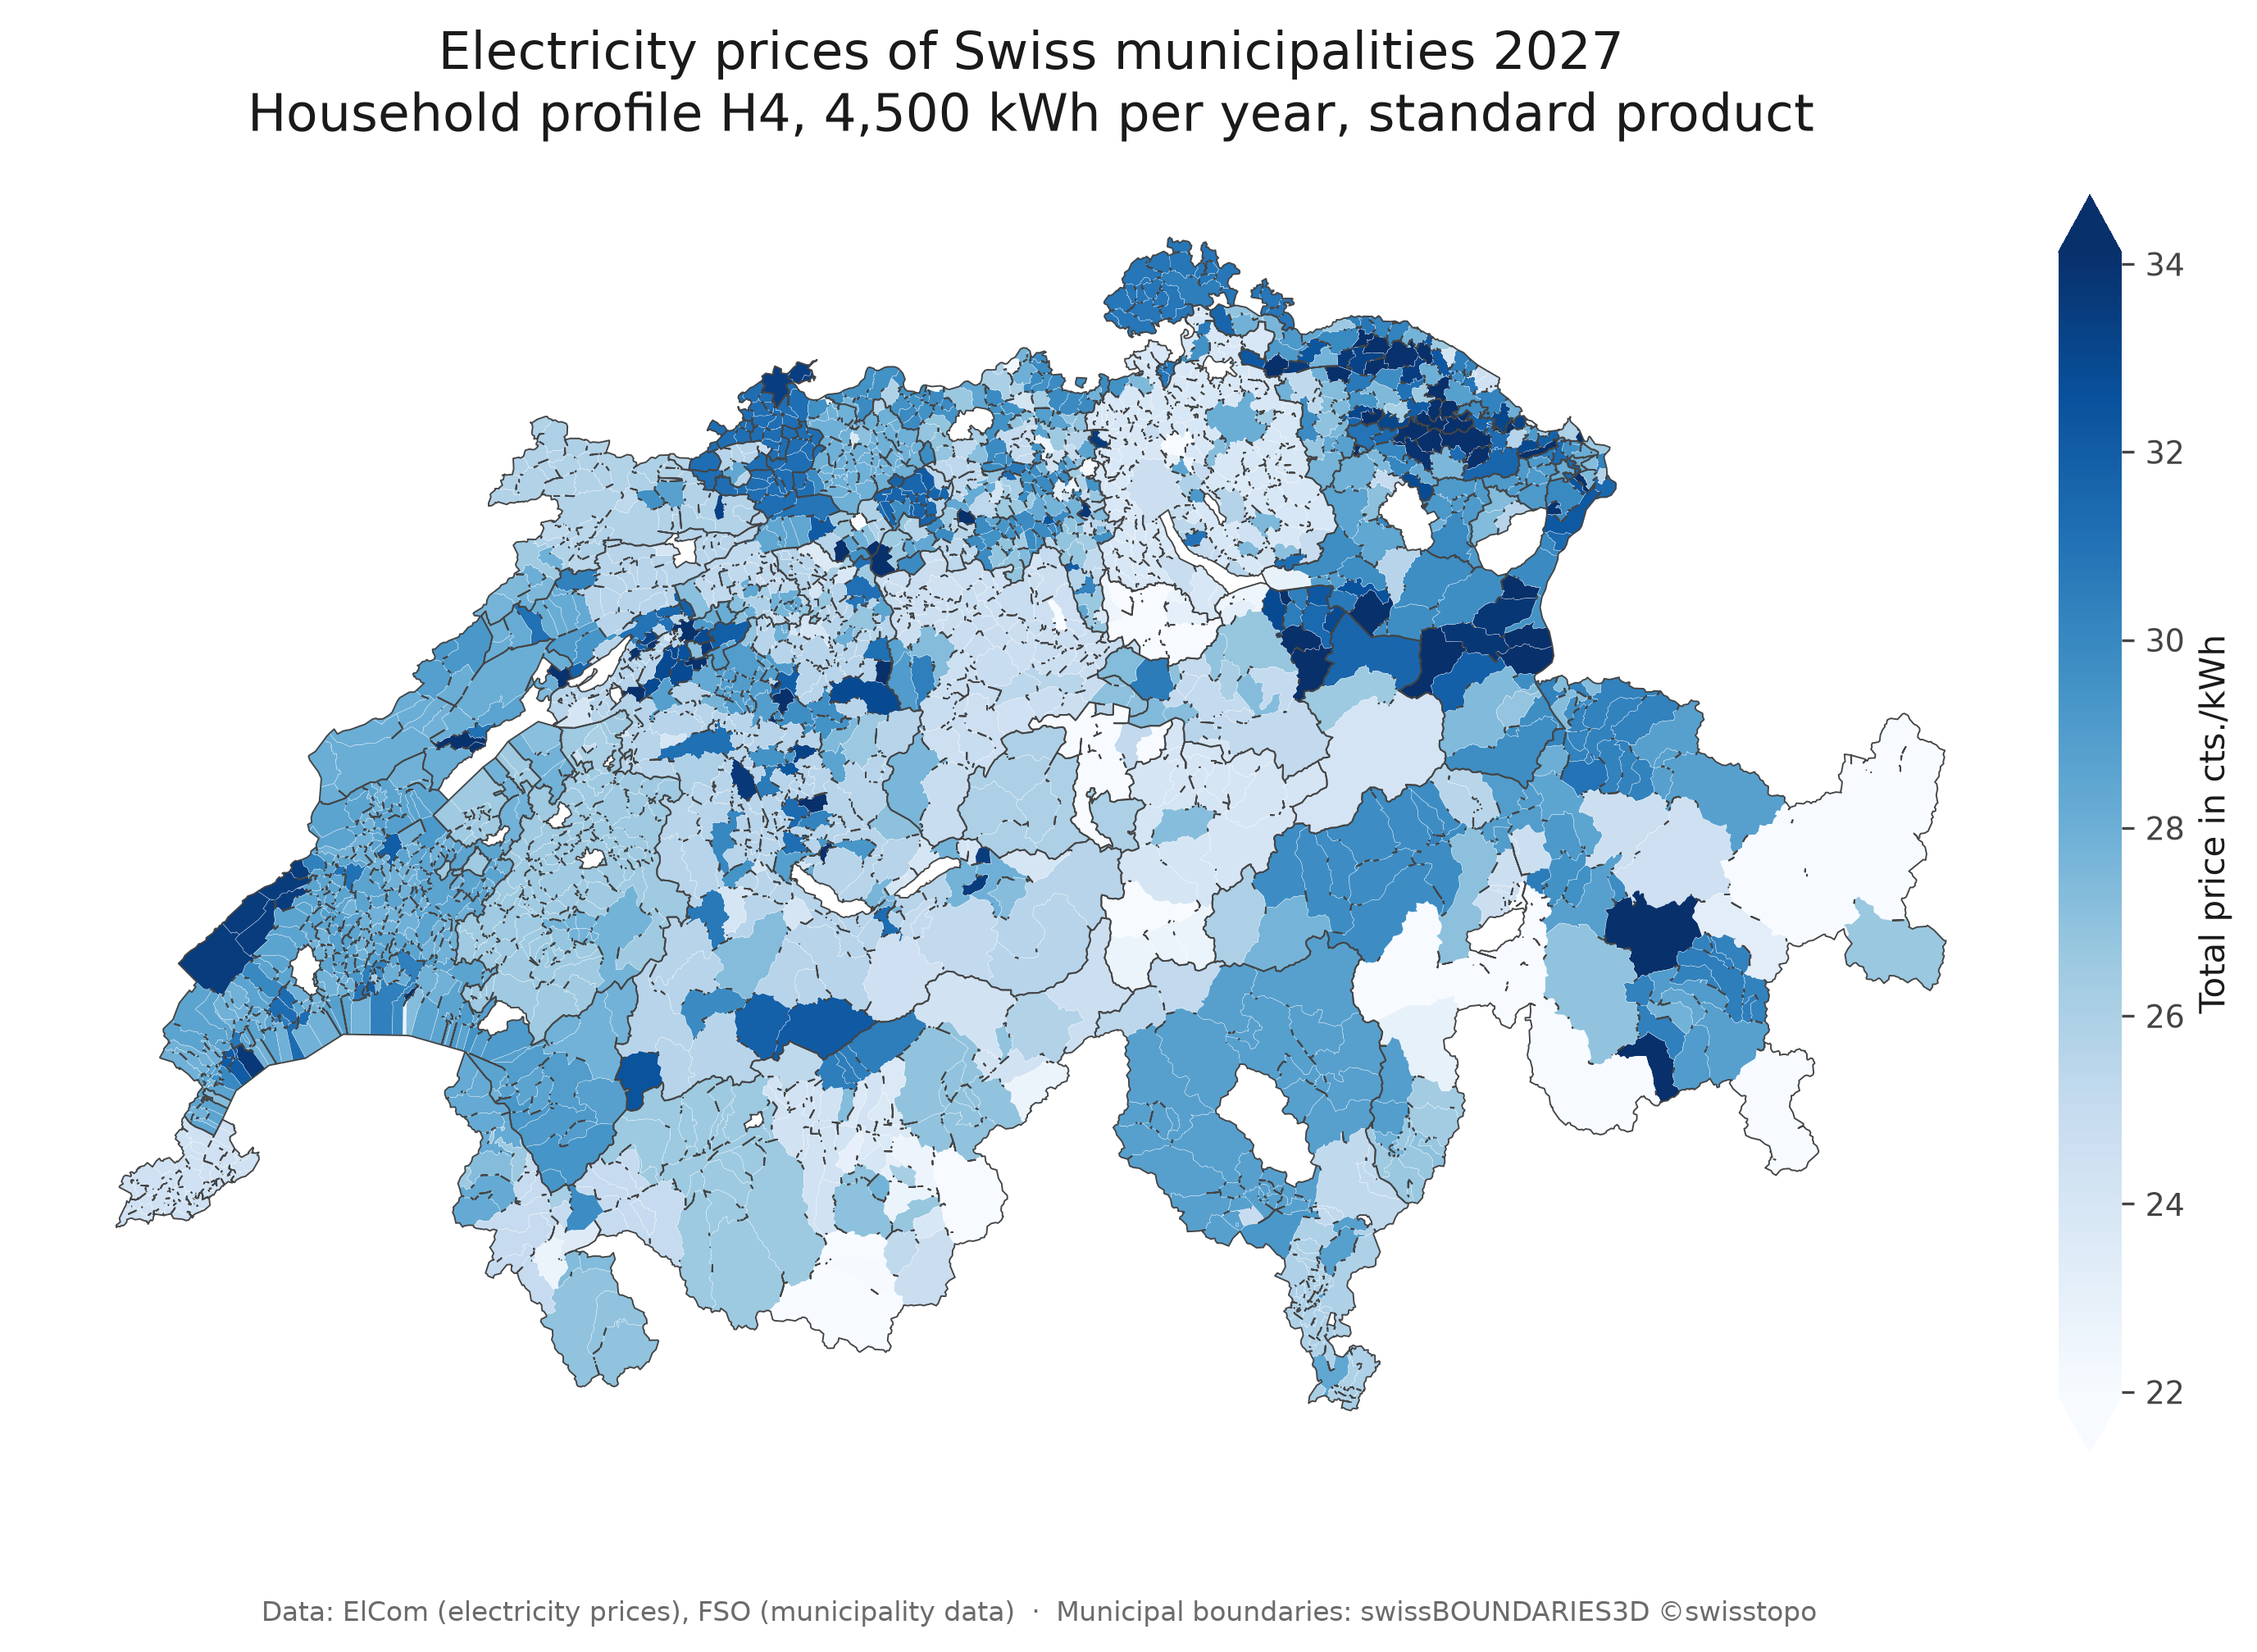 Electricity prices of Swiss municipalities 2027
Household profile H4, 4,500 kWh per year, standard product
34
32
30
28
26
24
22
Total price in cts./kWh
Data: ElCom (electricity prices), FSO (municipality data) · Municipal boundaries: swissBOUNDARIES3D ©swisstopo